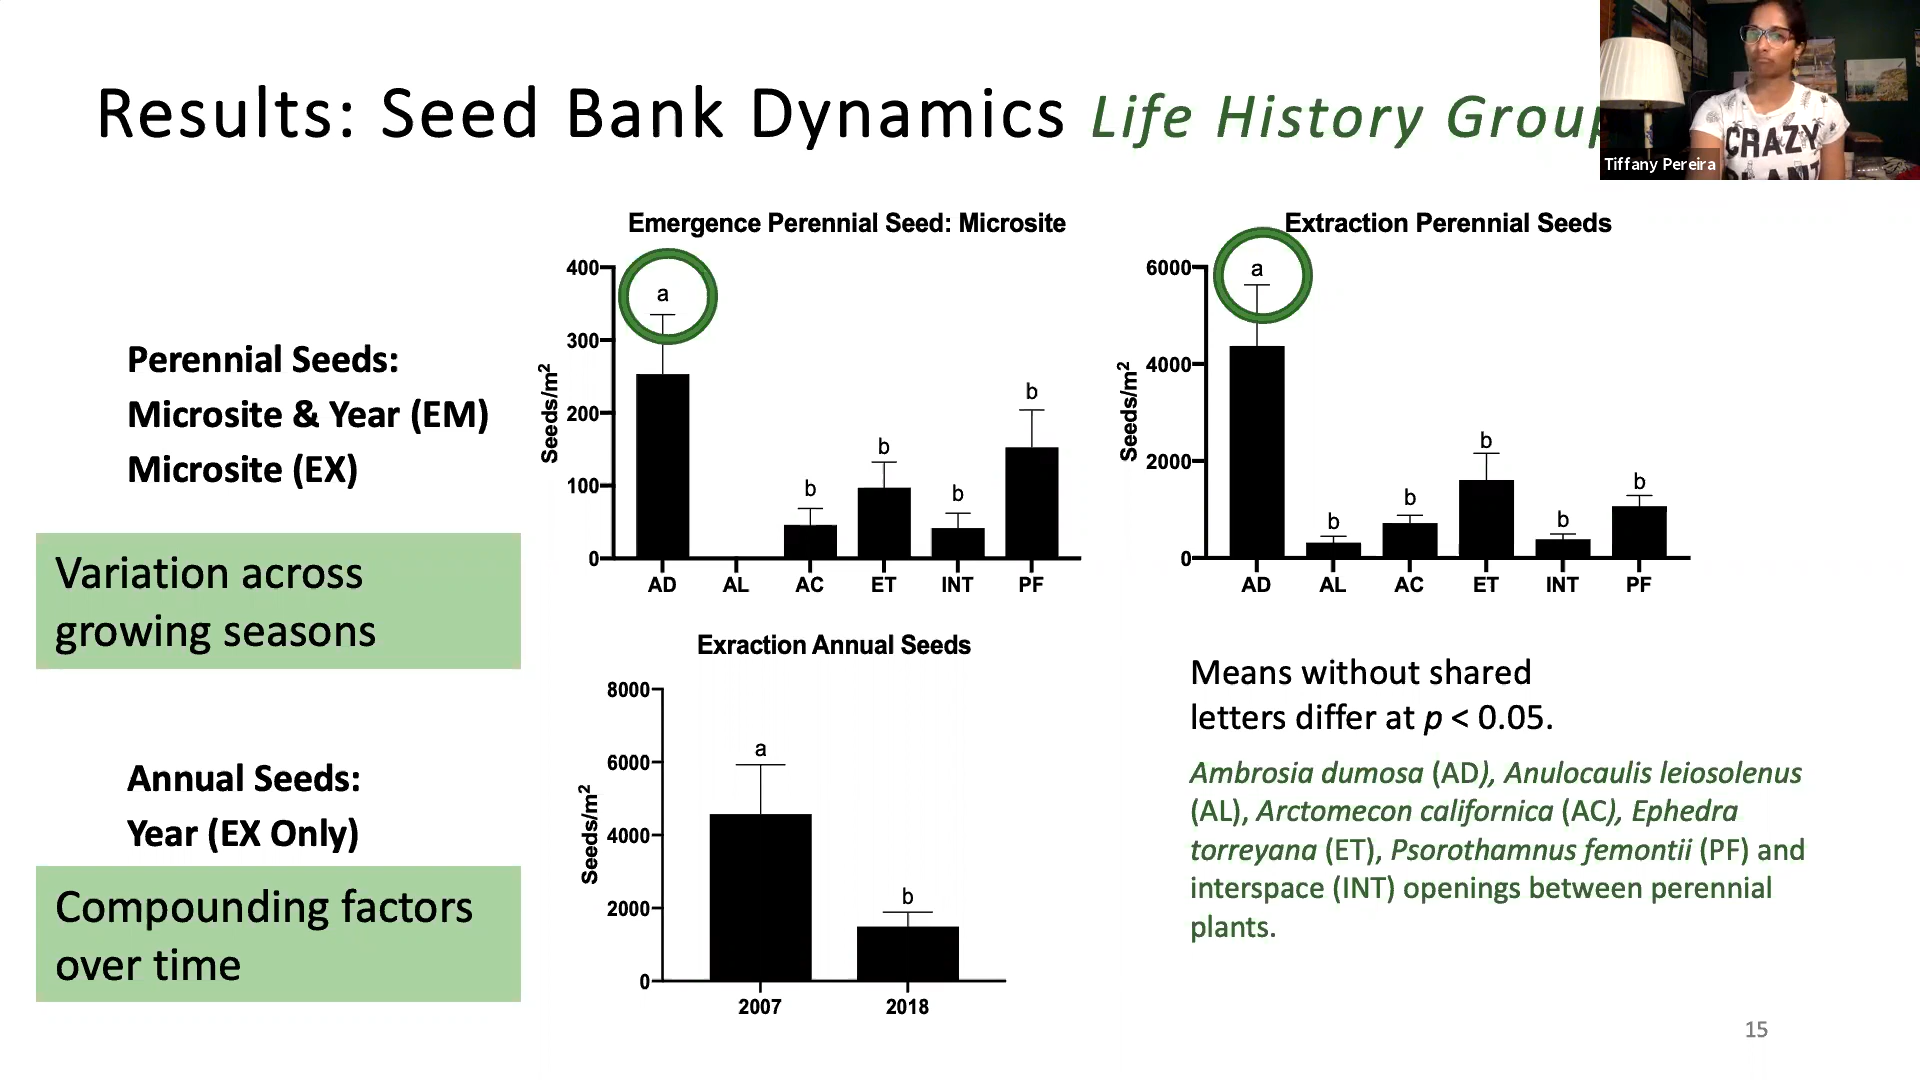 Results: Seed Bank Dynamics Life History Group
Tiffany Pereira
CRAZY
Perennial Seeds:
Microsite & Year (EM)
Microsite (EX)
Variation across
growing seasons
Annual Seeds:
Year (EX Only)
Compounding factors
over time
Emergence Perennial Seed: Microsite
Seeds/m²
400
300
200
100
0
a
b
b
b
b
AD AL AC ET INT PF
Extraction Perennial Seeds
Seeds/m²
6000
4000
2000
0
a
b
b
b
b
b
AD AL AC ET INT PF
Exraction Annual Seeds
Seeds/m²
8000
6000
4000
2000
0
a
b
2007 2018
Means without shared
letters differ at p < 0.05.
Ambrosia dumosa (AD), Anulocaulis leiosolenus
(AL), Arctomecon californica (AC), Ephedra
torreyana (ET), Psorothamnus femontii (PF) and
interspace (INT) openings between perennial
plants.
15